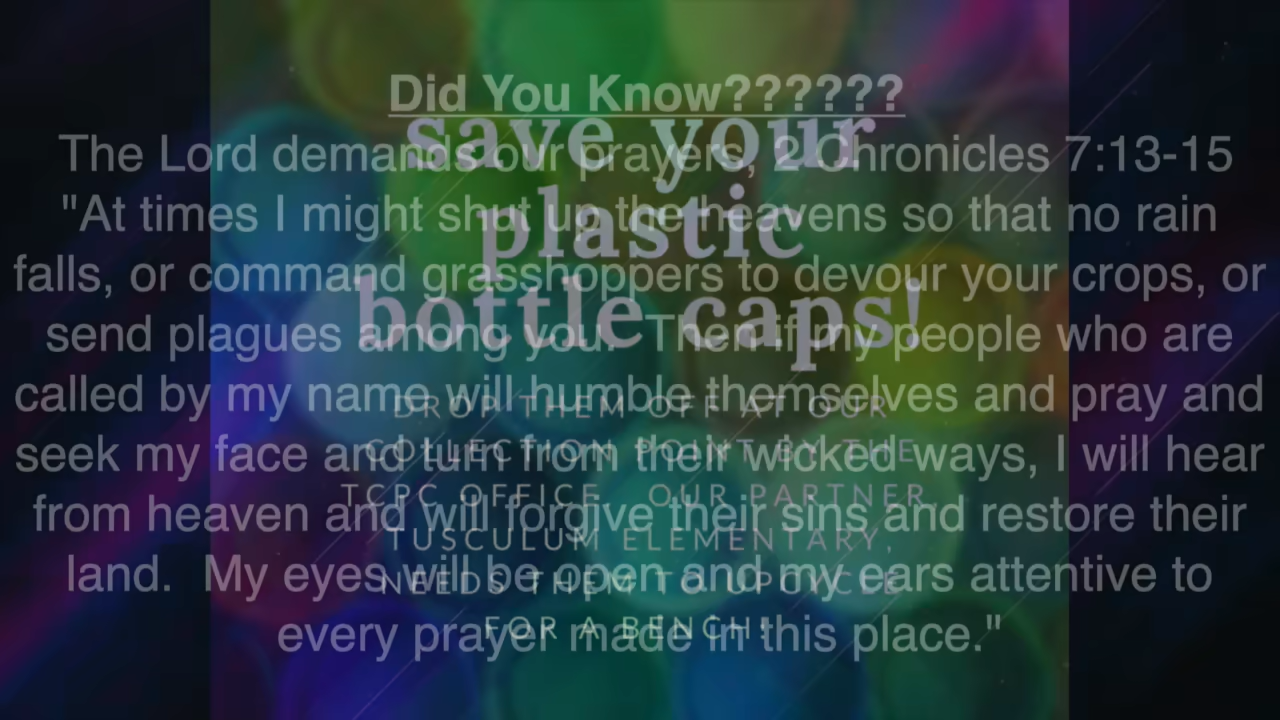 Did You Know??????
The Lord demands our prayers, 2 Chronicles 7:13-15
"At times I might shut up the heavens so that no rain
falls, or command grasshoppers to devour your crops, or
send plagues among you. Then if my people who are
called by my name will humble themselves and pray and
seek my face and turn from their wicked ways, I will hear
from heaven and will forgive their sins and restore their
land. My eyes will be open and my ears attentive to
every prayer made in this place."
save your
plastic
bottle caps!
DROP THEM OFF AT OUR
COLLECTION POINT BY THE
TCPC OFFICE. OUR PARTNER,
TUSCULUM ELEMENTARY,
NEEDS THEM TO UPCYCLE
FOR A BENCH!